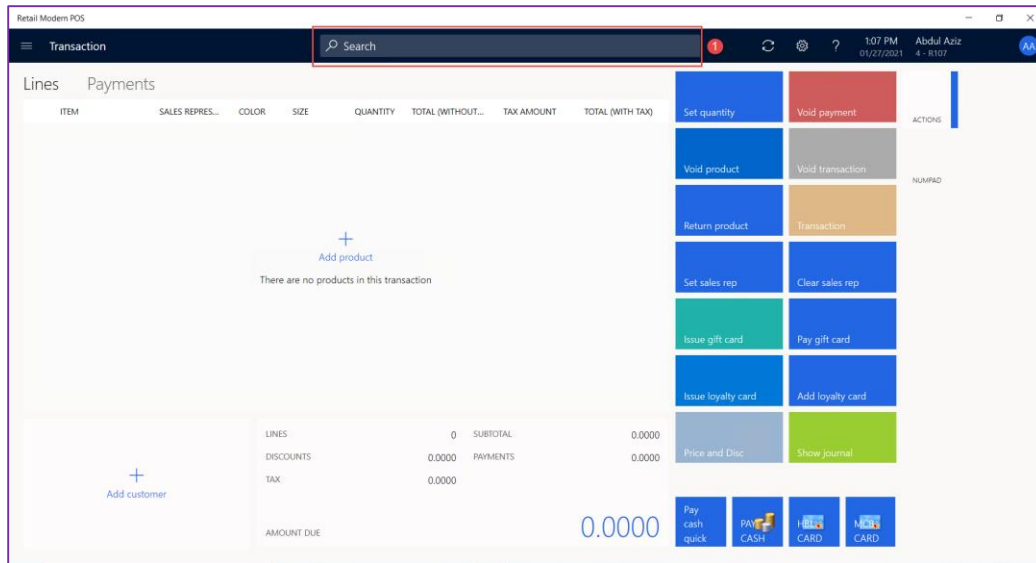 Retail Modern POS
Transaction
Search
1
?
1:07 PM
01/27/2021
Abdul Aziz
4 - R107
AA
Lines Payments
ITEM SALES REPRES... COLOR SIZE QUANTITY TOTAL (WITHOUT... TAX AMOUNT TOTAL (WITH TAX)
Add product
There are no products in this transaction
Add customer
LINES 0 SUBTOTAL 0.0000
DISCOUNTS 0.0000 PAYMENTS 0.0000
TAX 0.0000
AMOUNT DUE 0.0000
Set quantity Void payment
Void product Void transaction
Return product Transaction
Set sales rep Clear sales rep
Issue gift card Pay gift card
Issue loyalty card Add loyalty card
Price and Disc Show journal
Pay
cash
quick
PAY
CASH
HBL
CARD
MCB
CARD
ACTIONS
NUMPAD